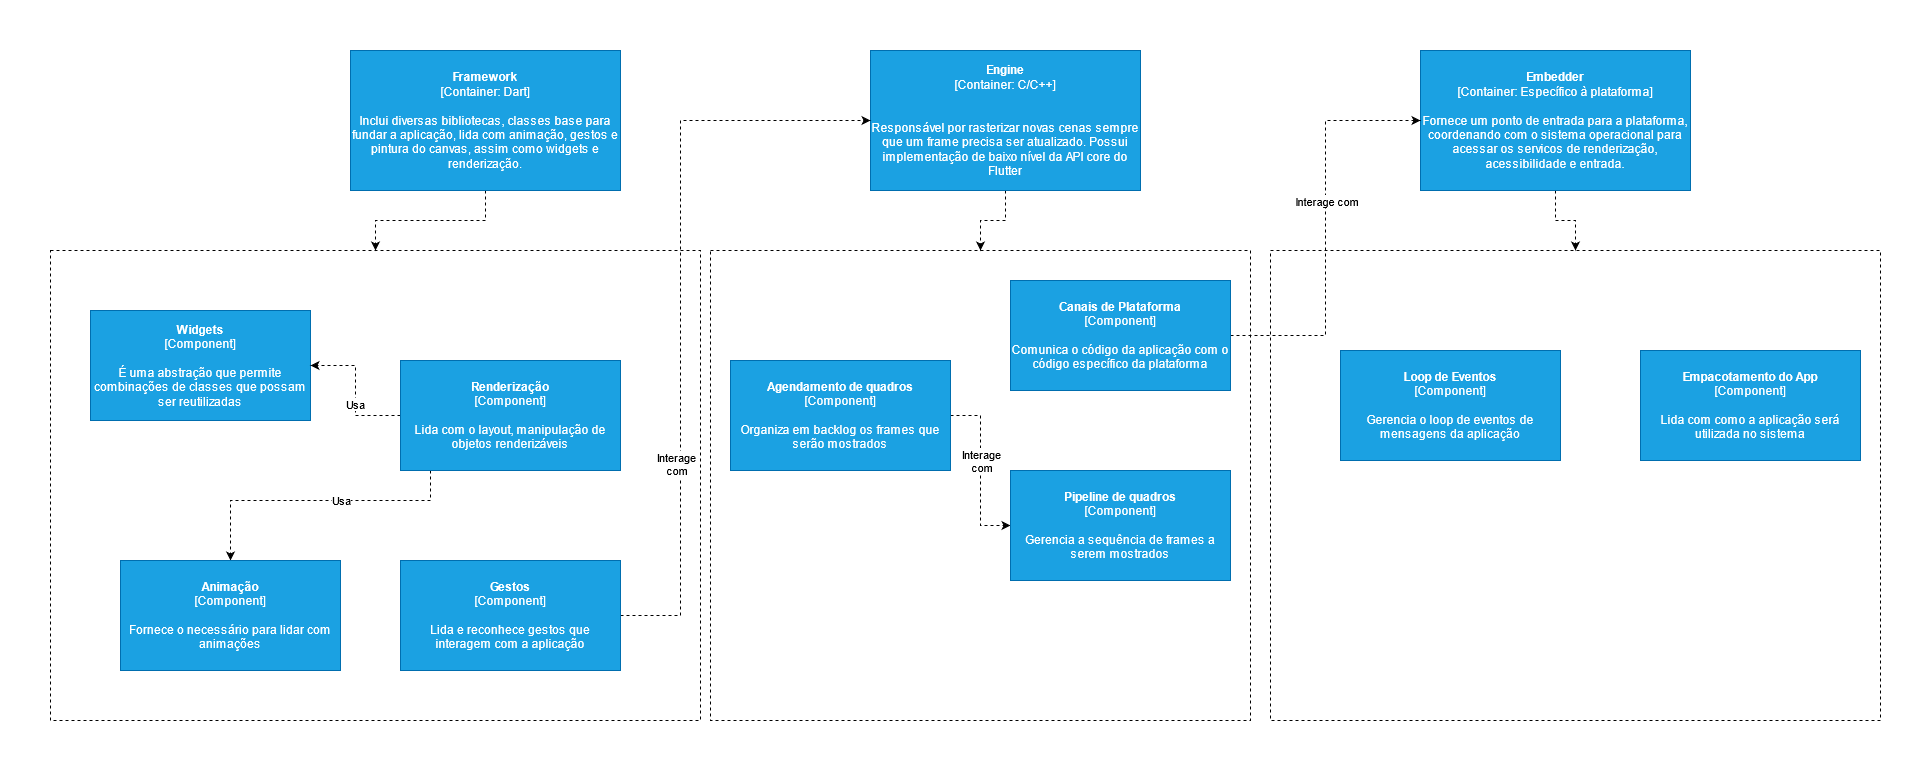 Framework
[Container: Dart]
Inclui diversas bibliotecas, classes base para
fundar a aplicação, lida com animação, gestos e
pintura do canvas, assim como widgets e
renderização.
Engine
[Container: C/C++]
Responsável por rasterizar novas cenas sempre
que um frame precisa ser atualizado. Possui
implementação de baixo nível da API core do
Flutter
Embedder
[Container: Específico à plataforma]
Fornece um ponto de entrada para a plataforma,
coordenando com o sistema operacional para
acessar os servicos de renderização,
acessibilidade e entrada.
Interage com
Widgets
[Component]
É uma abstração que permite
combinações de classes que possam
ser reutilizadas
Usa
Renderização
[Component]
Lida com o layout, manipulação de
objetos renderizáveis
Usa
Animação
[Component]
Fornece o necessário para lidar com
animações
Gestos
[Component]
Lida e reconhece gestos que
interagem com a aplicação
Interage
com
Canais de Plataforma
[Component]
Comunica o código da aplicação com o
código específico da plataforma
Agendamento de quadros
[Component]
Organiza em backlog os frames que
serão mostrados
Interage
com
Pipeline de quadros
[Component]
Gerencia a sequência de frames a
serem mostrados
Loop de Eventos
[Component]
Gerencia o loop de eventos de
mensagens da aplicação
Empacotamento do App
[Component]
Lida com como a aplicação será
utilizada no sistema